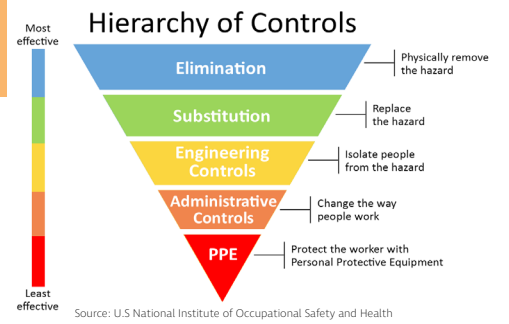 Hierarchy of Controls
Most
effective
Elimination
Physically remove
the hazard
Substitution
Replace
the hazard
Engineering
Controls
Isolate people
from the hazard
Administrative
Controls
Change the way
people work
PPE
Protect the worker with
Personal Protective Equipment
Least
effective
Source: U.S National Institute of Occupational Safety and Health